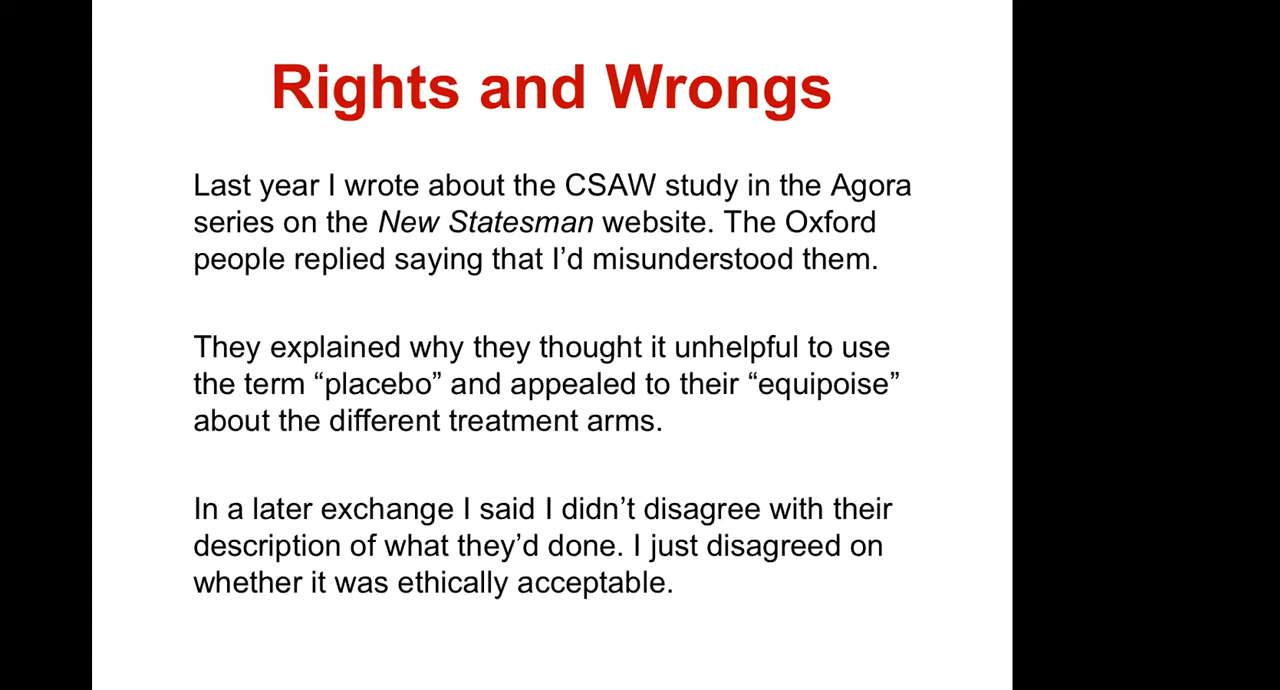 Rights and Wrongs
Last year I wrote about the CSAW study in the Agora
series on the New Statesman website. The Oxford
people replied saying that I’d misunderstood them.
They explained why they thought it unhelpful to use
the term “placebo” and appealed to their “equipoise”
about the different treatment arms.
In a later exchange I said I didn’t disagree with their
description of what they’d done. I just disagreed on
whether it was ethically acceptable.